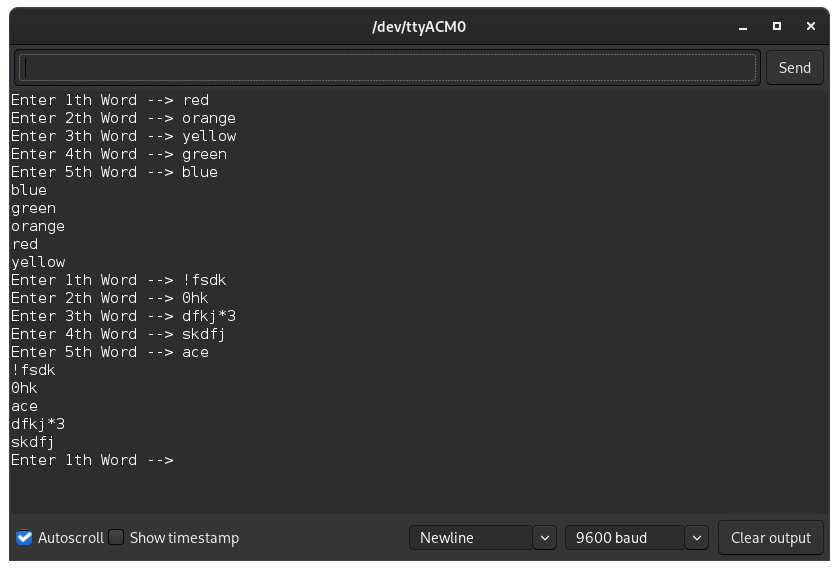 /dev/ttyACM0
Send
Enter 1th Word --> red
Enter 2th Word --> orange
Enter 3th Word --> yellow
Enter 4th Word --> green
Enter 5th Word --> blue
blue
green
orange
red
yellow
Enter 1th Word --> !fsdk
Enter 2th Word --> 0hk
Enter 3th Word --> dfkj*3
Enter 4th Word --> skdfj
Enter 5th Word --> ace
!fsdk
0hk
ace
dfkj*3
skdfj
Enter 1th Word -->
Autoscroll Show timestamp Newline 9600 baud Clear output